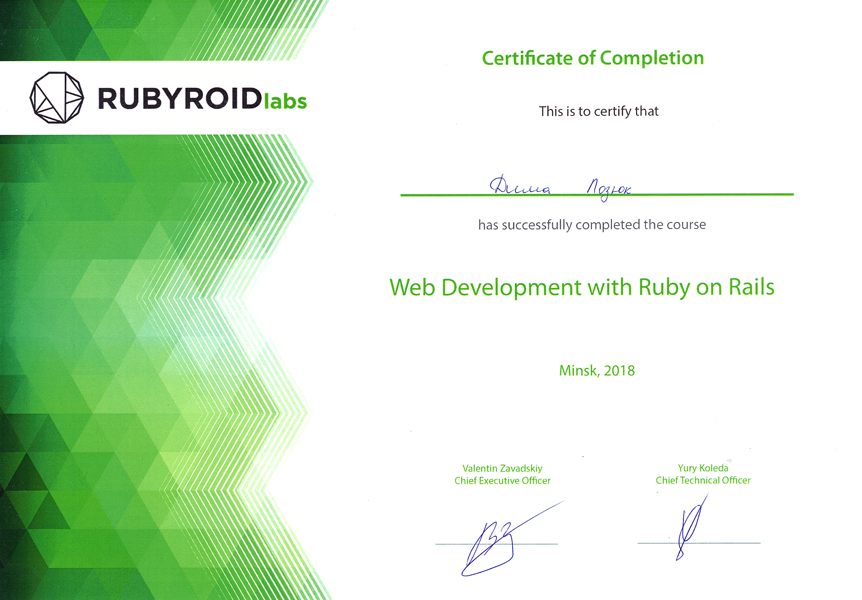 RUBYROIDlabs
Certificate of Completion
This is to certify that
Дима Лозюк
has successfully completed the course
Web Development with Ruby on Rails
Minsk, 2018
Valentin Zavadskiy
Chief Executive Officer
Yury Koleda
Chief Technical Officer